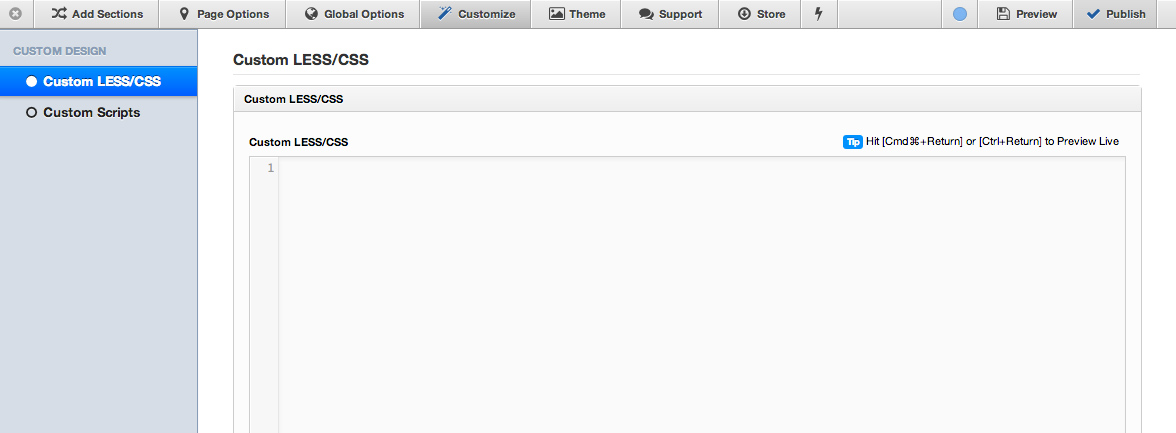 Add Sections Page Options Global Options Customize Theme Support Store Preview Publish
CUSTOM DESIGN
Custom LESS/CSS
Custom Scripts
Custom LESS/CSS
Custom LESS/CSS
Custom LESS/CSS
Tip Hit [Cmd⌘+Return] or [Ctrl+Return] to Preview Live
1